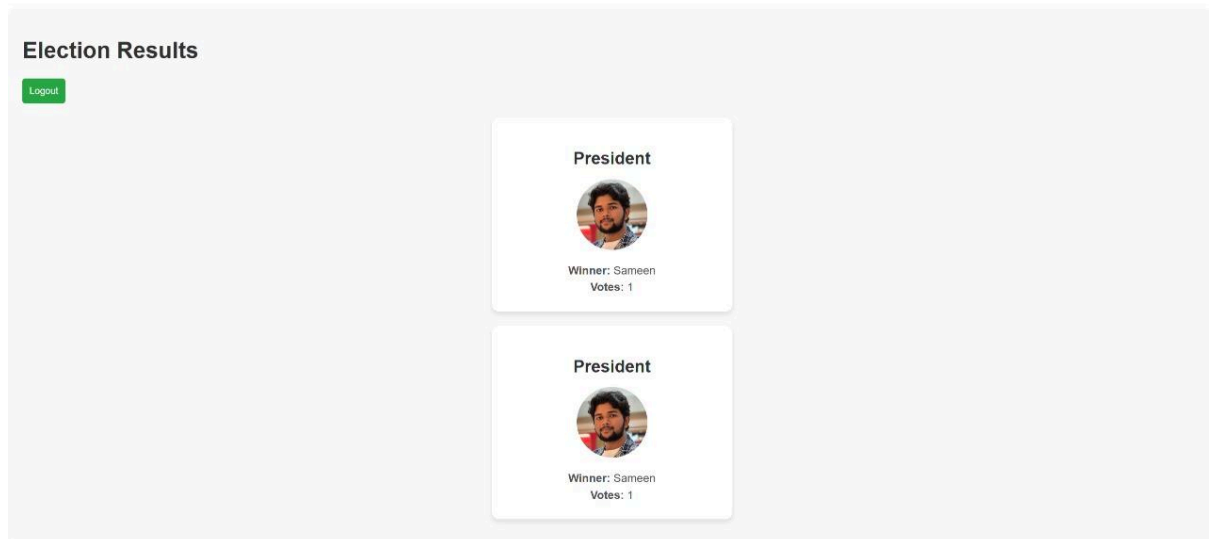 Election Results
Logout
President
Winner: Sameen
Votes: 1
President
Winner: Sameen
Votes: 1